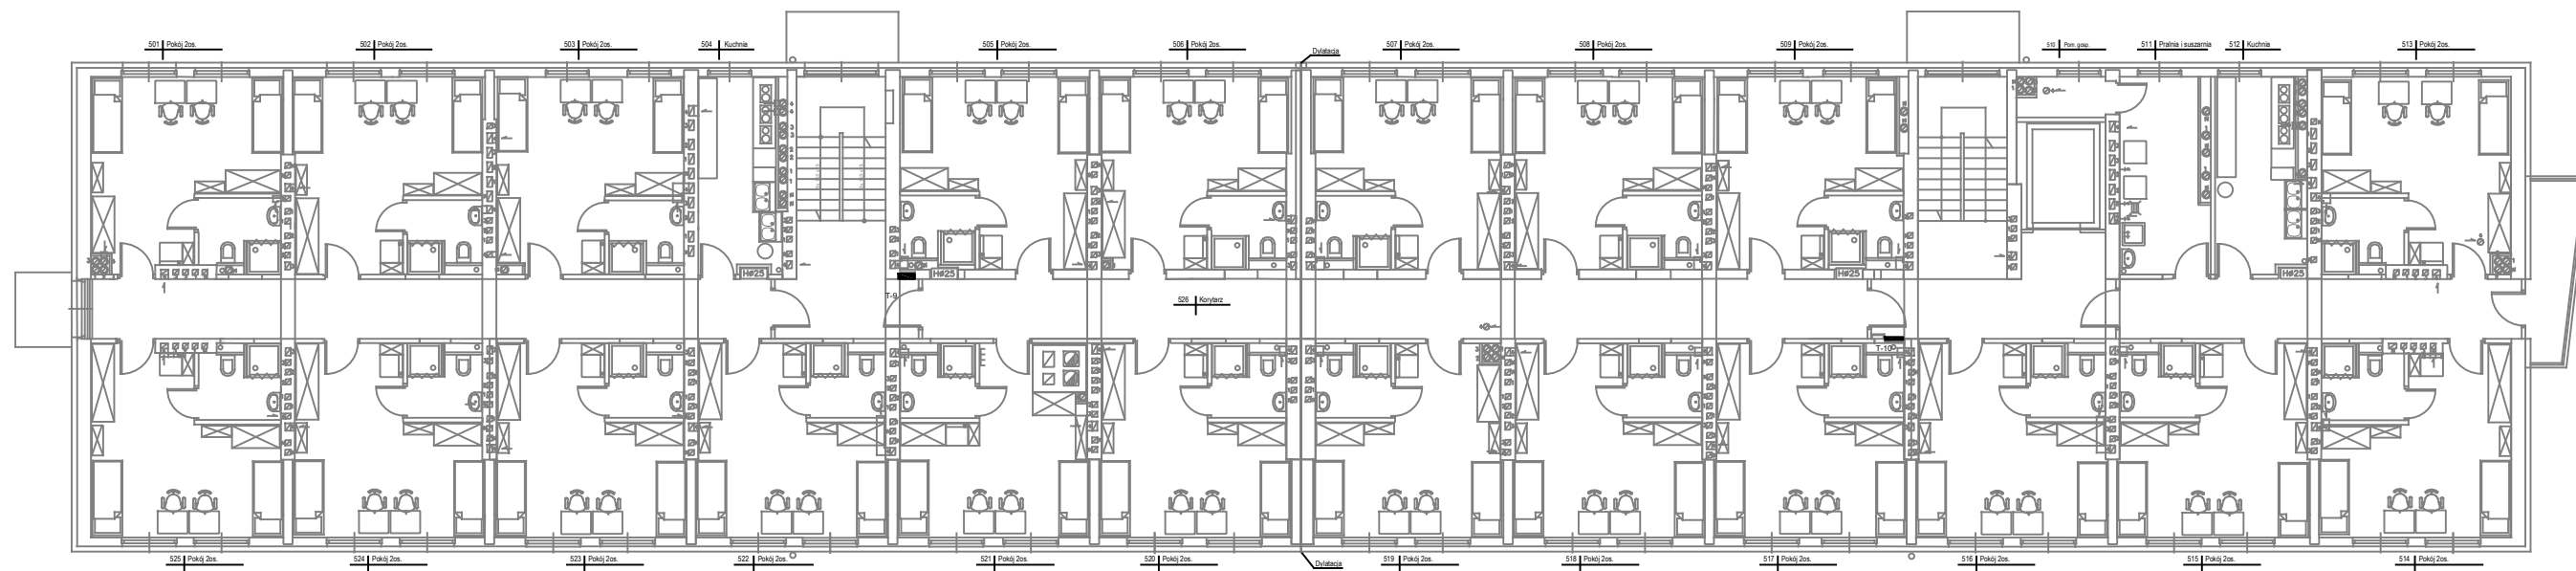 501 Pokój 2os.
502 Pokój 2os.
503 Pokój 2os.
504 Kuchnia
505 Pokój 2os.
506 Pokój 2os.
Dylatacja
507 Pokój 2os.
508 Pokój 2os.
509 Pokój 2os.
510 Pom. gosp.
511 Pralnia i suszarnia
512 Kuchnia
513 Pokój 2os.
H#25
H#25
H#25
H#25
T-9
526 Korytarz
T-10
525 Pokój 2os.
524 Pokój 2os.
523 Pokój 2os.
522 Pokój 2os.
521 Pokój 2os.
520 Pokój 2os.
Dylatacja
519 Pokój 2os.
518 Pokój 2os.
517 Pokój 2os.
516 Pokój 2os.
515 Pokój 2os.
514 Pokój 2os.